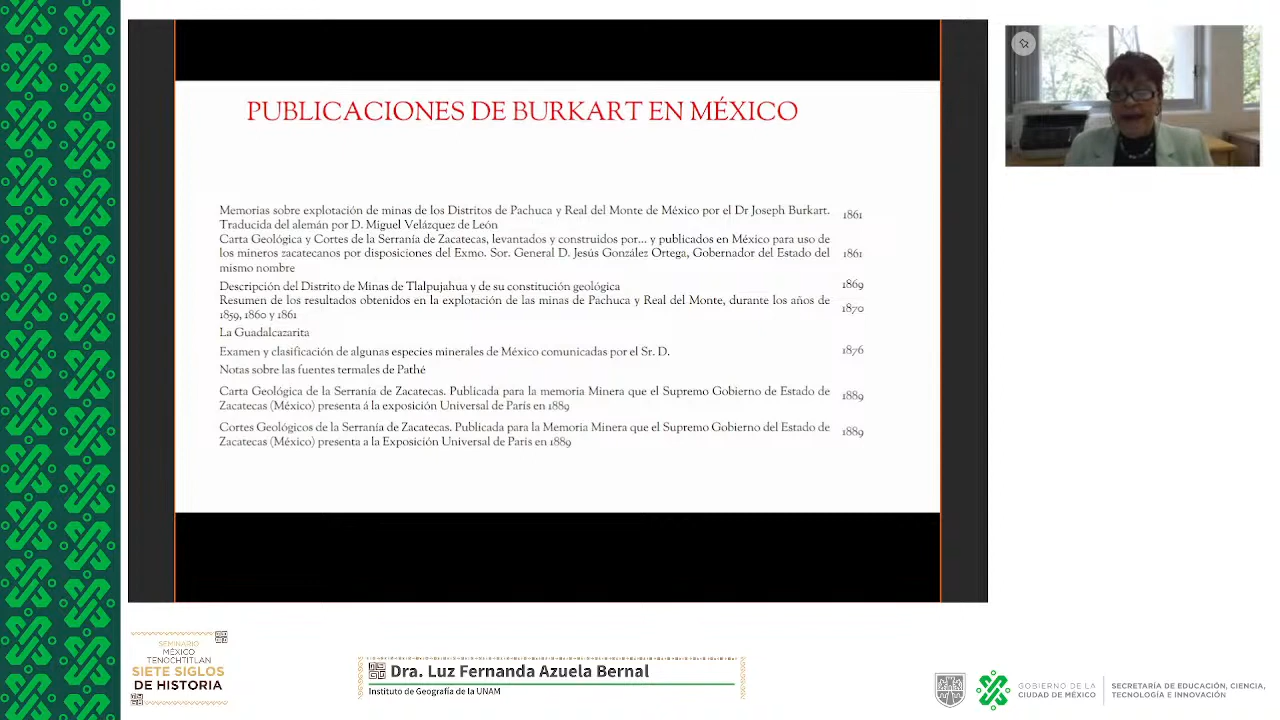 PUBLICACIONES DE BURKART EN MÉXICO
Memorias sobre explotación de minas de los Distritos de Pachuca y Real del Monte de México por el Dr Joseph Burkart.
Traducida del alemán por D. Miguel Velázquez de León
1861
Carta Geológica y Cortes de la Serranía de Zacatecas, levantados y construidos por... y publicados en México para uso de
los mineros zacatecanos por disposiciones del Exmo. Sor. General D. Jesús González Ortega, Gobernador del Estado del
mismo nombre
1861
Descripción del Distrito de Minas de Tlalpujahua y de su constitución geológica
1869
Resumen de los resultados obtenidos en la explotación de las minas de Pachuca y Real del Monte, durante los años de
1859, 1860 y 1861
1870
La Guadalcazarita
Examen y clasificación de algunas especies minerales de México comunicadas por el Sr. D.
1876
Notas sobre las fuentes termales de Pathé
Carta Geológica de la Serranía de Zacatecas. Publicada para la memoria Minera que el Supremo Gobierno de Estado de
Zacatecas (México) presenta á la exposición Universal de París en 1889
1889
Cortes Geológicos de la Serranía de Zacatecas. Publicada para la Memoria Minera que el Supremo Gobierno del Estado de
Zacatecas (México) presenta a la Exposición Universal de Paris en 1889
1889
SEMINARIO
MÉXICO
TENOCHTITLAN
SIETE SIGLOS
DE HISTORIA
Dra. Luz Fernanda Azuela Bernal
Instituto de Geografía de la UNAM
GOBIERNO DE LA
CIUDAD DE MÉXICO
SECRETARÍA DE EDUCACIÓN, CIENCIA,
TECNOLOGÍA E INNOVACIÓN